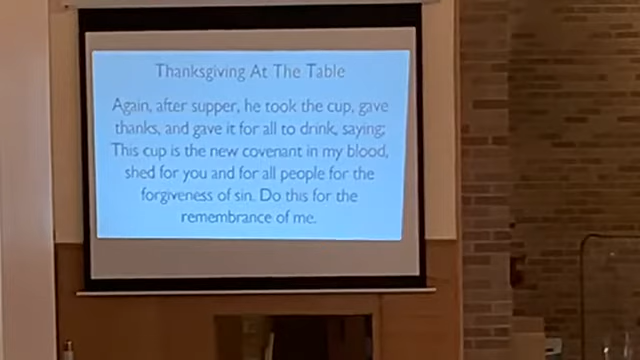 Thanksgiving At The Table
Again, after supper, he took the cup, gave
thanks, and gave it for all to drink, saying;
This cup is the new covenant in my blood,
shed for you and for all people for the
forgiveness of sin. Do this for the
remembrance of me.